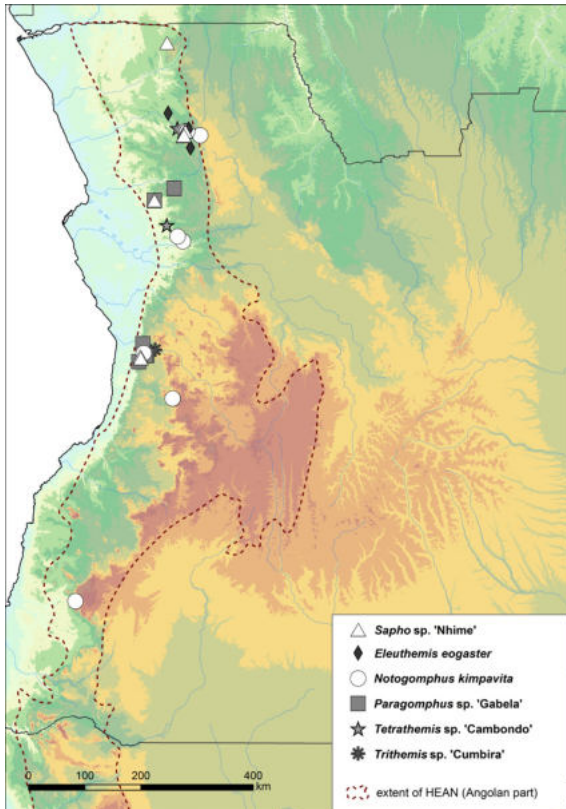 Sapho sp. 'Nhime'
Eleuthemis eogaster
Notogomphus kimpavita
Paragomphus sp. 'Gabela'
Tetrathemis sp. 'Cambondo'
Trithemis sp. 'Cumbira'
extent of HEAN (Angolan part)
0 100 200 400
km